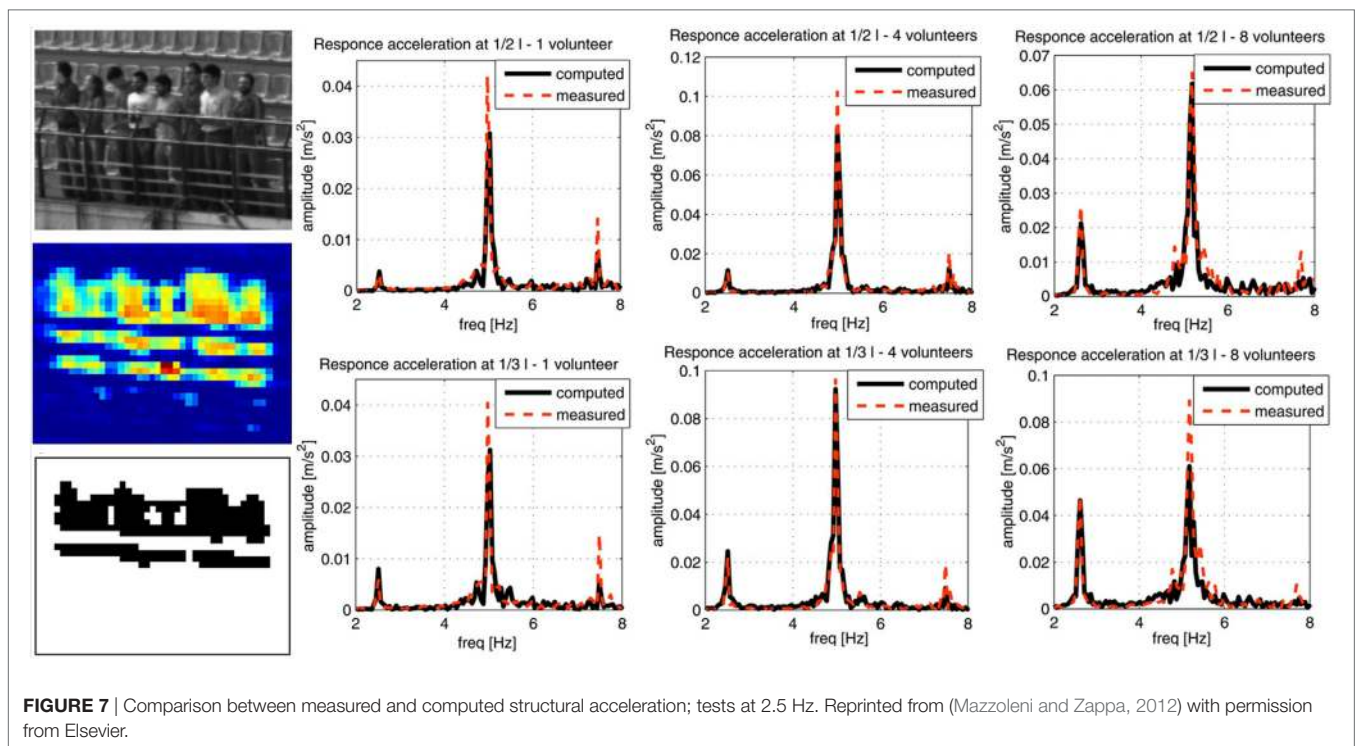 Responce acceleration at 1/2 l - 1 volunteer
computed
measured
amplitude [m/s²]
0.04
0.03
0.02
0.01
0
2
4
6
8
freq [Hz]
Responce acceleration at 1/2 l - 4 volunteers
computed
measured
amplitude [m/s²]
0.12
0.1
0.08
0.06
0.04
0.02
0
2
4
6
8
freq [Hz]
Responce acceleration at 1/2 l - 8 volunteers
computed
measured
amplitude [m/s²]
0.07
0.06
0.05
0.04
0.03
0.02
0.01
0
2
4
6
8
freq [Hz]
Responce acceleration at 1/3 l - 1 volunteer
computed
measured
amplitude [m/s²]
0.04
0.03
0.02
0.01
0
2
4
6
8
freq [Hz]
Responce acceleration at 1/3 l - 4 volunteers
computed
measured
amplitude [m/s²]
0.1
0.08
0.06
0.04
0.02
0
2
4
6
8
freq [Hz]
Responce acceleration at 1/3 l - 8 volunteers
computed
measured
amplitude [m/s²]
0.1
0.08
0.06
0.04
0.02
0
2
4
6
8
freq [Hz]
FIGURE 7 | Comparison between measured and computed structural acceleration; tests at 2.5 Hz. Reprinted from (Mazzoleni and Zappa, 2012) with permission
from Elsevier.